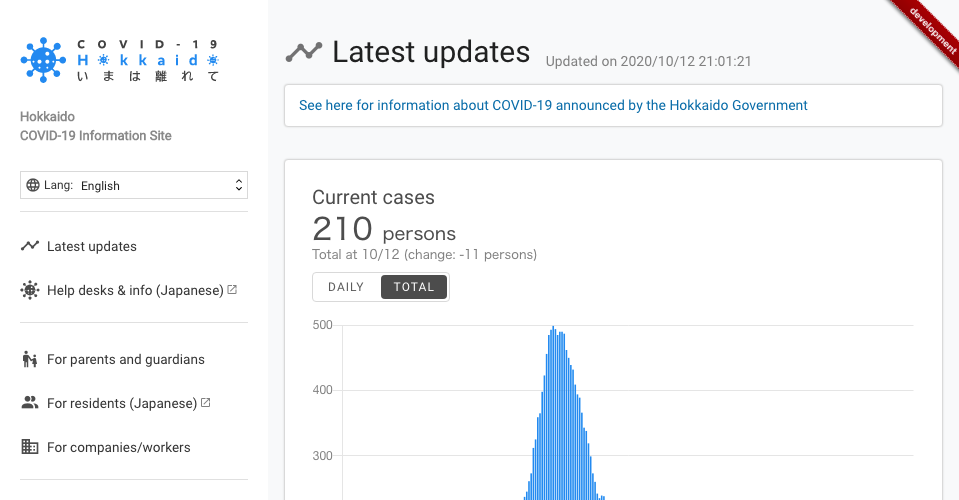 COVID-19
Hokkaido
いまは離れて
Hokkaido
COVID-19 Information Site
Lang: English
Latest updates
Help desks & info (Japanese)
For parents and guardians
For residents (Japanese)
For companies/workers
development
Latest updates Updated on 2020/10/12 21:01:21
See here for information about COVID-19 announced by the Hokkaido Government
Current cases
210 persons
Total at 10/12 (change: -11 persons)
DAILY TOTAL
500
400
300